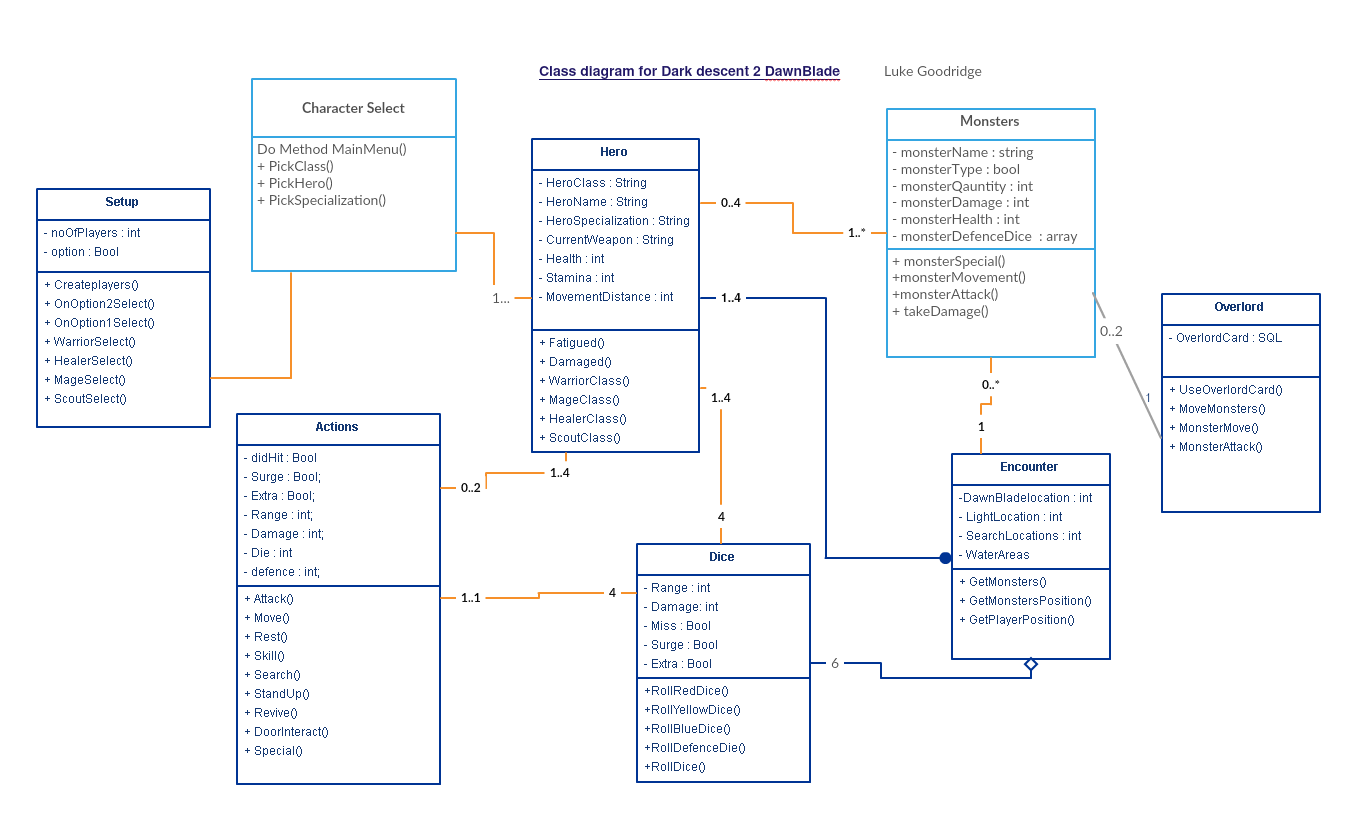 Class diagram for Dark descent 2 DawnBlade
Luke Goodridge
Character Select
Do Method MainMenu()
+ PickClass()
+ PickHero()
+ PickSpecialization()
Setup
- noOfPlayers : int
- option : Bool
+ Createplayers()
+ OnOption2Select()
+ OnOption1Select()
+ WarriorSelect()
+ HealerSelect()
+ MageSelect()
+ ScoutSelect()
Hero
- HeroClass : String
- HeroName : String
- HeroSpecialization : String
- CurrentWeapon : String
- Health : int
- Stamina : int
- MovementDistance : int
+ Fatigued()
+ Damaged()
+ WarriorClass()
+ MageClass()
+ HealerClass()
+ ScoutClass()
Monsters
- monsterName : string
- monsterType : bool
- monsterQauntity : int
- monsterDamage : int
- monsterHealth : int
- monsterDefenceDice : array
+ monsterSpecial()
+monsterMovement()
+monsterAttack()
+ takeDamage()
Overlord
- OverlordCard : SQL
+ UseOverlordCard()
+ MoveMonsters()
+ MonsterMove()
+ MonsterAttack()
Actions
- didHit : Bool
- Surge : Bool;
- Extra : Bool;
- Range : int;
- Damage : int;
- Die : int
- defence : int;
+ Attack()
+ Move()
+ Rest()
+ Skill()
+ Search()
+ StandUp()
+ Revive()
+ DoorInteract()
+ Special()
Dice
- Range : int
- Damage: int
- Miss : Bool
- Surge : Bool
- Extra : Bool
+RollRedDice()
+RollYellowDice()
+RollBlueDice()
+RollDefenceDie()
+RollDice()
Encounter
-DawnBladelocation : int
- LightLocation : int
- SearchLocations : int
- WaterAreas
+ GetMonsters()
+ GetMonstersPosition()
+ GetPlayerPosition()
1...
0..4
1..*
1..4
0..2
1
0..*
1
1..4
4
1..4
0..2
1..1
4
6